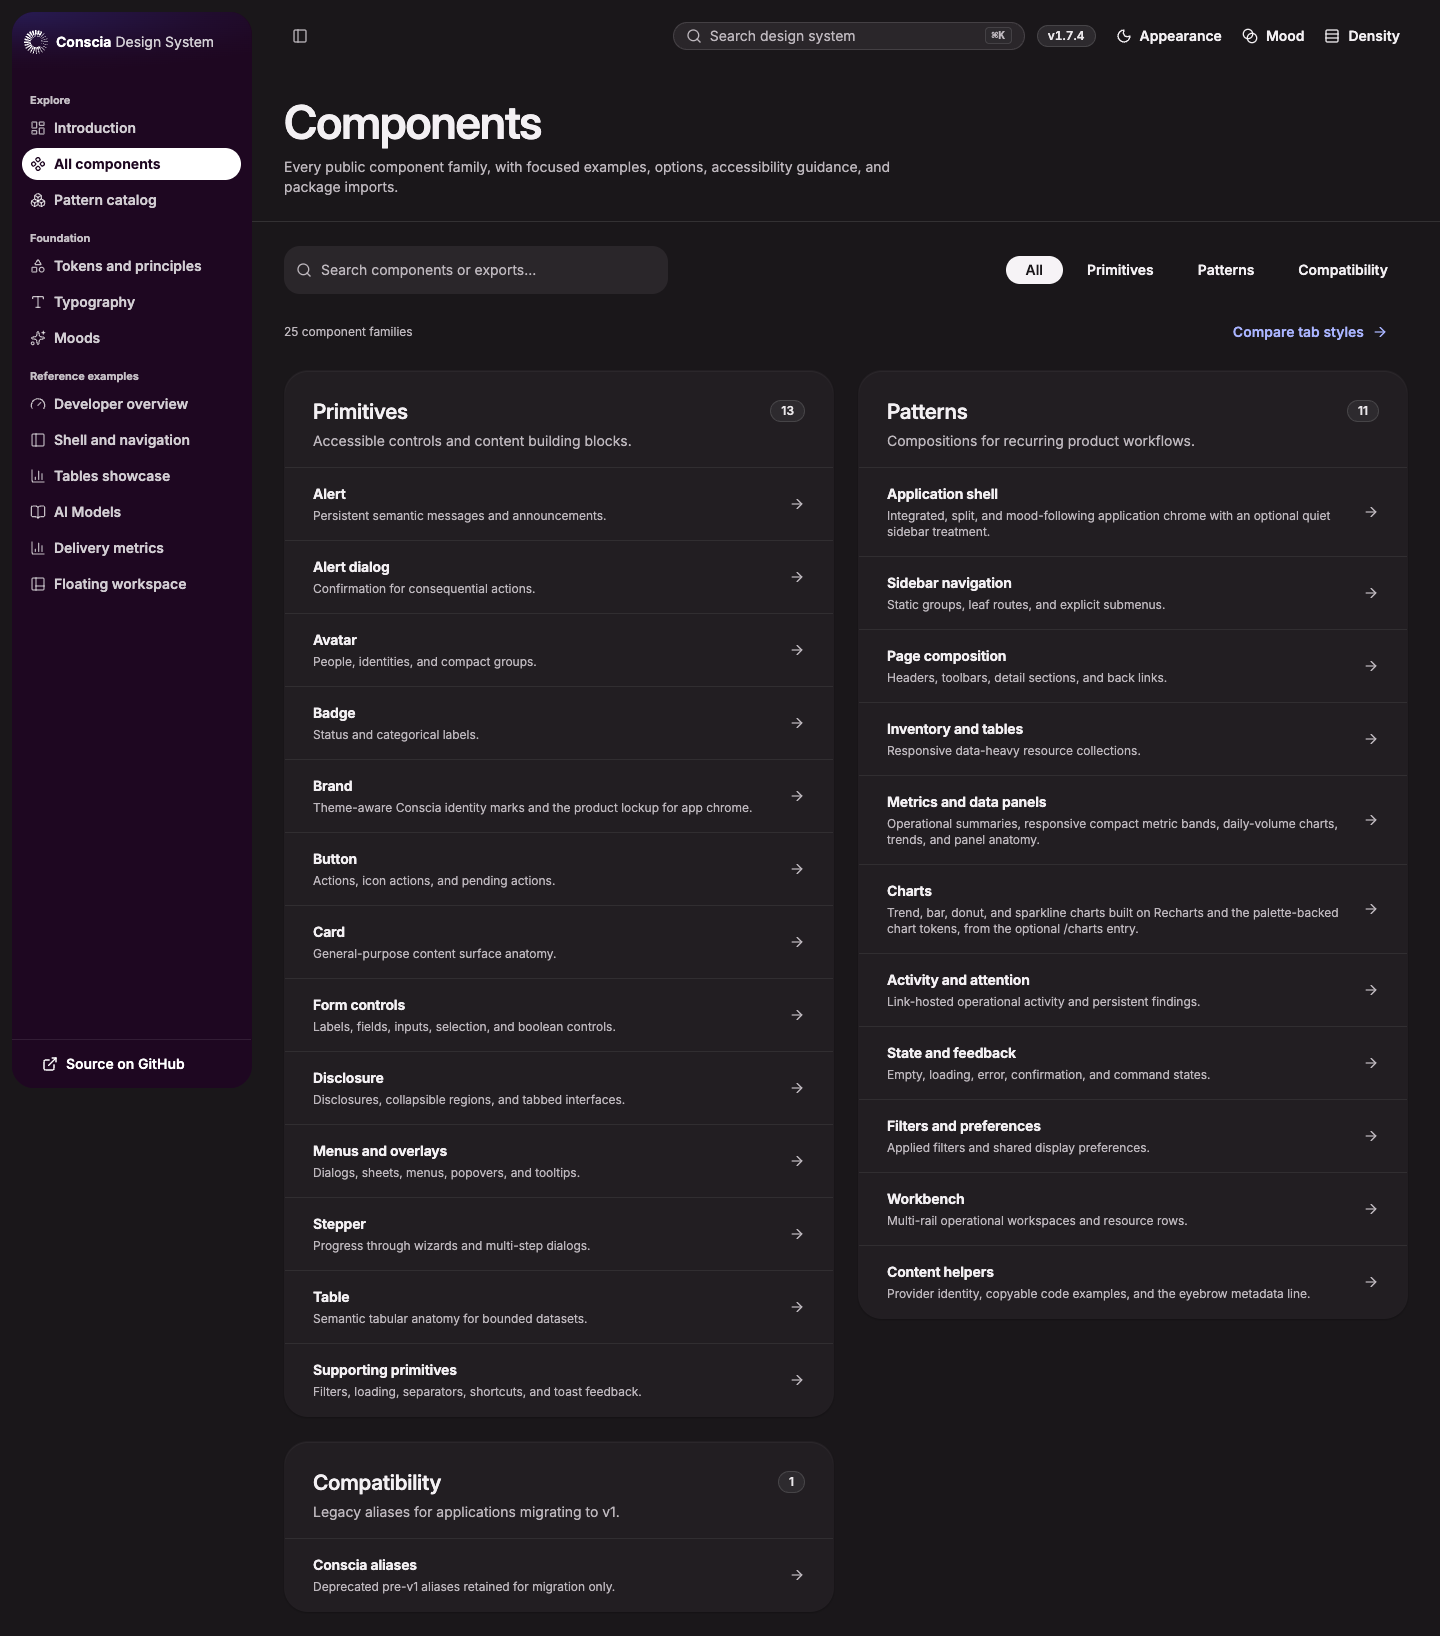 Conscia Design System
Explore
Introduction
All components
Pattern catalog
Foundation
Tokens and principles
Typography
Moods
Reference examples
Developer overview
Shell and navigation
Tables showcase
AI Models
Delivery metrics
Floating workspace
Source on GitHub
Search design system
⌘K
v1.7.4
Appearance
Mood
Density
Components
Every public component family, with focused examples, options, accessibility guidance, and
package imports.
Search components or exports...
All
Primitives
Patterns
Compatibility
25 component families
Compare tab styles
Primitives
13
Accessible controls and content building blocks.
Alert
Persistent semantic messages and announcements.
Alert dialog
Confirmation for consequential actions.
Avatar
People, identities, and compact groups.
Badge
Status and categorical labels.
Brand
Theme-aware Conscia identity marks and the product lockup for app chrome.
Button
Actions, icon actions, and pending actions.
Card
General-purpose content surface anatomy.
Form controls
Labels, fields, inputs, selection, and boolean controls.
Disclosure
Disclosures, collapsible regions, and tabbed interfaces.
Menus and overlays
Dialogs, sheets, menus, popovers, and tooltips.
Stepper
Progress through wizards and multi-step dialogs.
Table
Semantic tabular anatomy for bounded datasets.
Supporting primitives
Filters, loading, separators, shortcuts, and toast feedback.
Patterns
11
Compositions for recurring product workflows.
Application shell
Integrated, split, and mood-following application chrome with an optional quiet
sidebar treatment.
Sidebar navigation
Static groups, leaf routes, and explicit submenus.
Page composition
Headers, toolbars, detail sections, and back links.
Inventory and tables
Responsive data-heavy resource collections.
Metrics and data panels
Operational summaries, responsive compact metric bands, daily-volume charts,
trends, and panel anatomy.
Charts
Trend, bar, donut, and sparkline charts built on Recharts and the palette-backed
chart tokens, from the optional /charts entry.
Activity and attention
Link-hosted operational activity and persistent findings.
State and feedback
Empty, loading, error, confirmation, and command states.
Filters and preferences
Applied filters and shared display preferences.
Workbench
Multi-rail operational workspaces and resource rows.
Content helpers
Provider identity, copyable code examples, and the eyebrow metadata line.
Compatibility
1
Legacy aliases for applications migrating to v1.
Conscia aliases
Deprecated pre-v1 aliases retained for migration only.